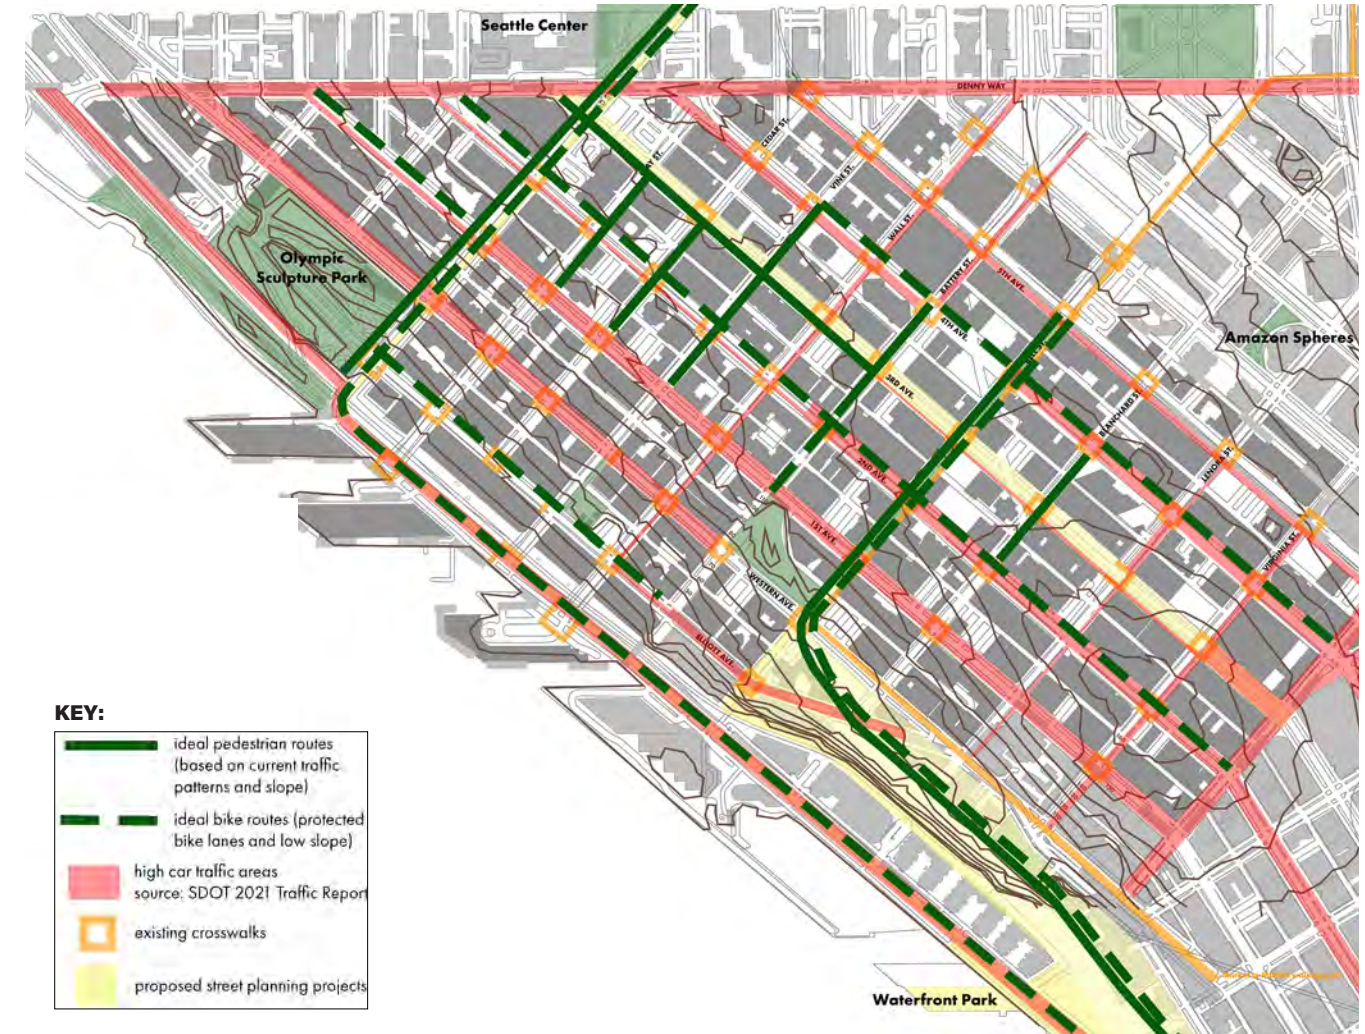 Seattle Center
DENNY WAY
CEDAR ST.
VINE ST.
WALL ST.
BATTERY ST.
5TH AVE.
4TH AVE.
3RD AVE.
2ND AVE.
1ST AVE.
WESTERN AVE.
ELLIOTT AVE.
BLANCHARD ST.
LENORA ST.
VIRGINIA ST.
Olympic
Sculpture Park
Amazon Spheres
Waterfront Park
KEY:
ideal pedestrian routes
(based on current traffic
patterns and slope)
ideal bike routes (protected
bike lanes and low slope)
high car traffic areas
source: SDOT 2021 Traffic Report
existing crosswalks
proposed street planning projects